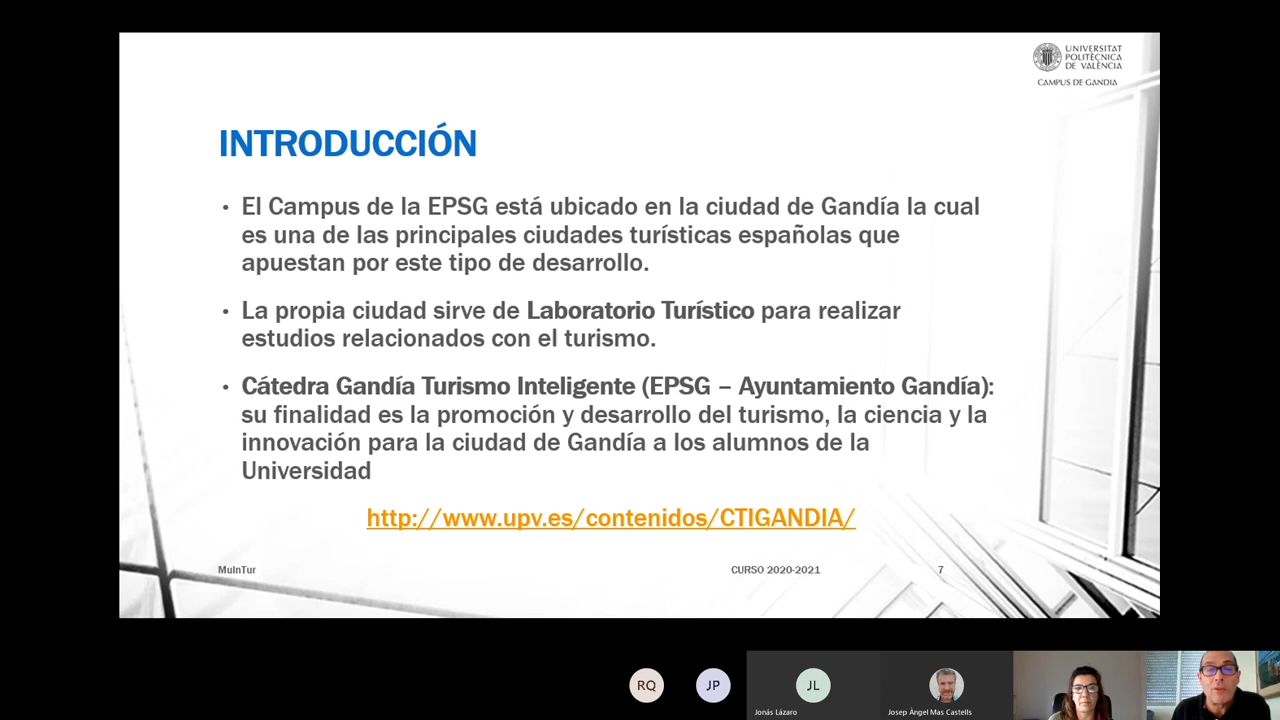 UNIVERSITAT
POLITÈCNICA
DE VALÈNCIA
CAMPUS DE GANDIA
INTRODUCCIÓN
• El Campus de la EPSG está ubicado en la ciudad de Gandía la cual
es una de las principales ciudades turísticas españolas que
apuestan por este tipo de desarrollo.
• La propia ciudad sirve de Laboratorio Turístico para realizar
estudios relacionados con el turismo.
• Cátedra Gandía Turismo Inteligente (EPSG – Ayuntamiento Gandía):
su finalidad es la promoción y desarrollo del turismo, la ciencia y la
innovación para la ciudad de Gandía a los alumnos de la
Universidad
http://www.upv.es/contenidos/CTIGANDIA/
MuInTur CURSO 2020-2021 7
RQ JP JL
Jonás Lázaro Josep Àngel Mas Castells